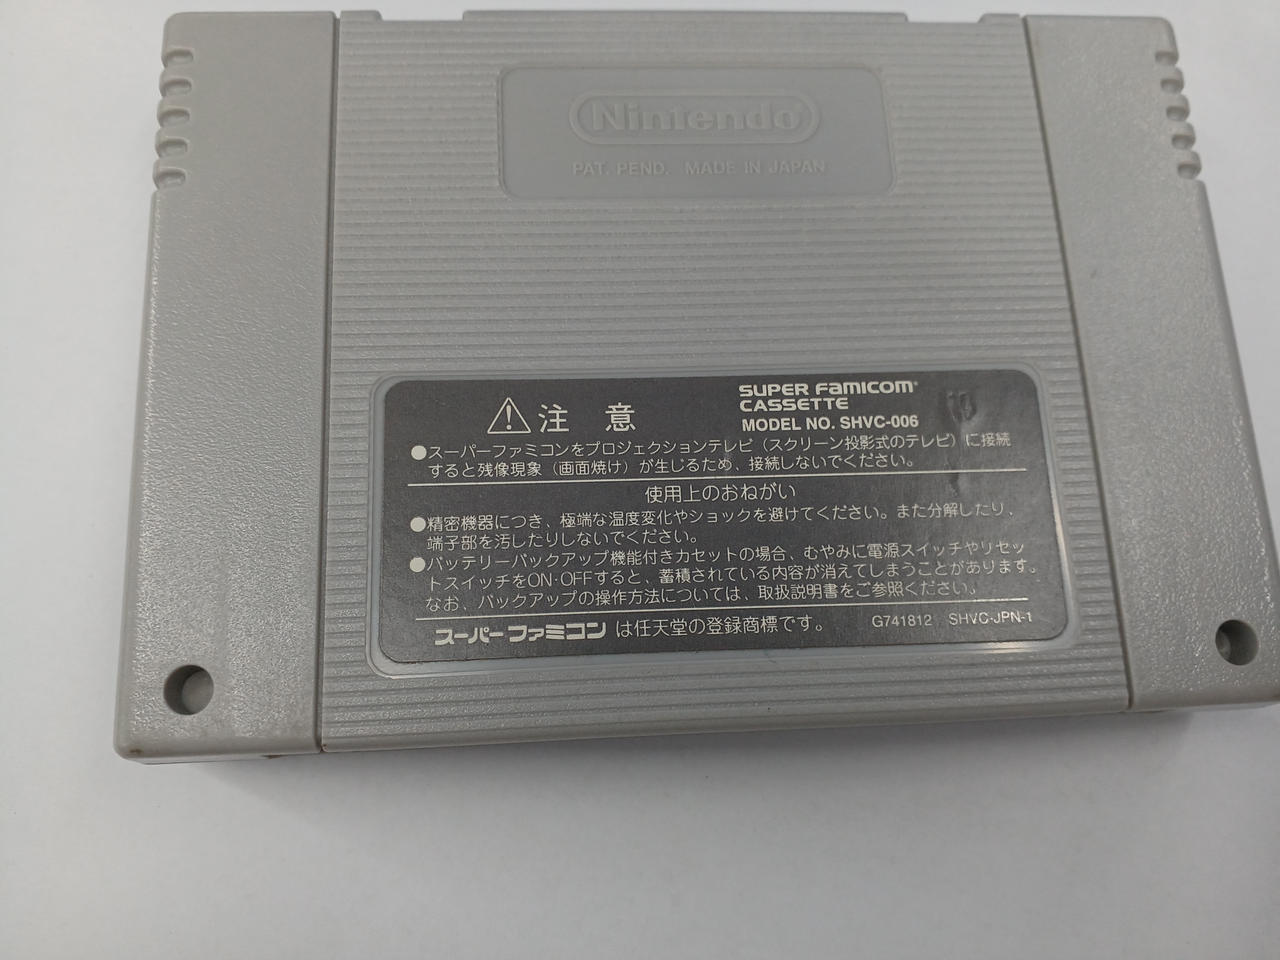 Nintendo
PAT. PEND. MADE IN JAPAN
注 意
SUPER FAMICOM
CASSETTE
MODEL NO. SHVC-006
10
●スーパーファミコンをプロジェクションテレビ(スクリーン投影式のテレビ)に接続
すると残像現象(画面焼け)が生じるため、接続しないでください。
使用上のおねがい
●精密機器につき、極端な温度変化やショックを避けてください。また分解したり、
端子部を汚したりしないでください。
●バッテリーバックアップ機能付きカセットの場合、むやみに電源スイッチやリセッ
トスイッチをON·OFFすると、蓄積されている内容が消えてしまうことがあります。
なお、バックアップの操作方法については、取扱説明書をご参照ください。
スーパーファミコン は任天堂の登録商標です。 G741812 SHVC-JPN-1